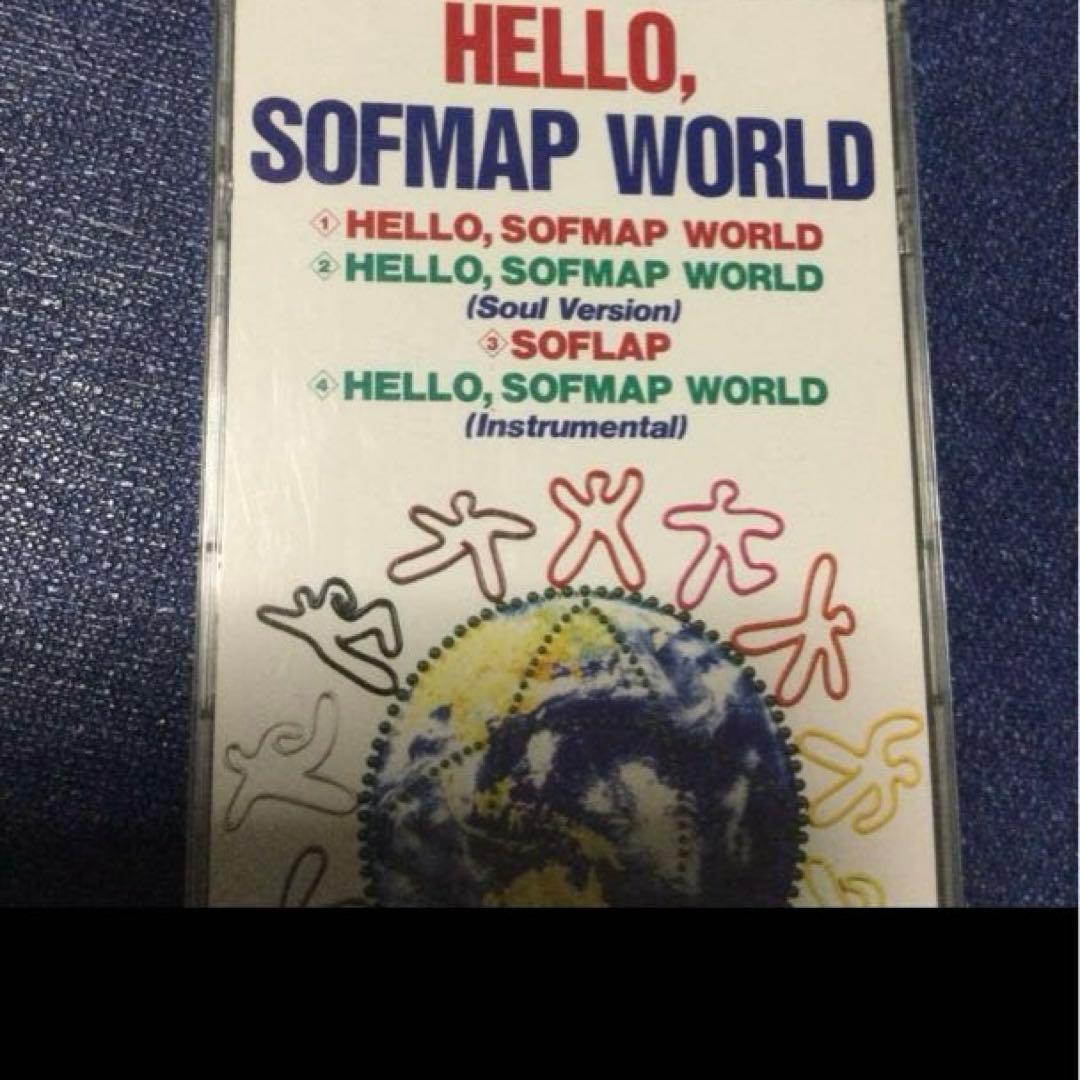 HELLO,
SOFMAP WORLD
1 HELLO, SOFMAP WORLD
2 HELLO, SOFMAP WORLD
(Soul Version)
3 SOFLAP
4 HELLO, SOFMAP WORLD
(Instrumental)